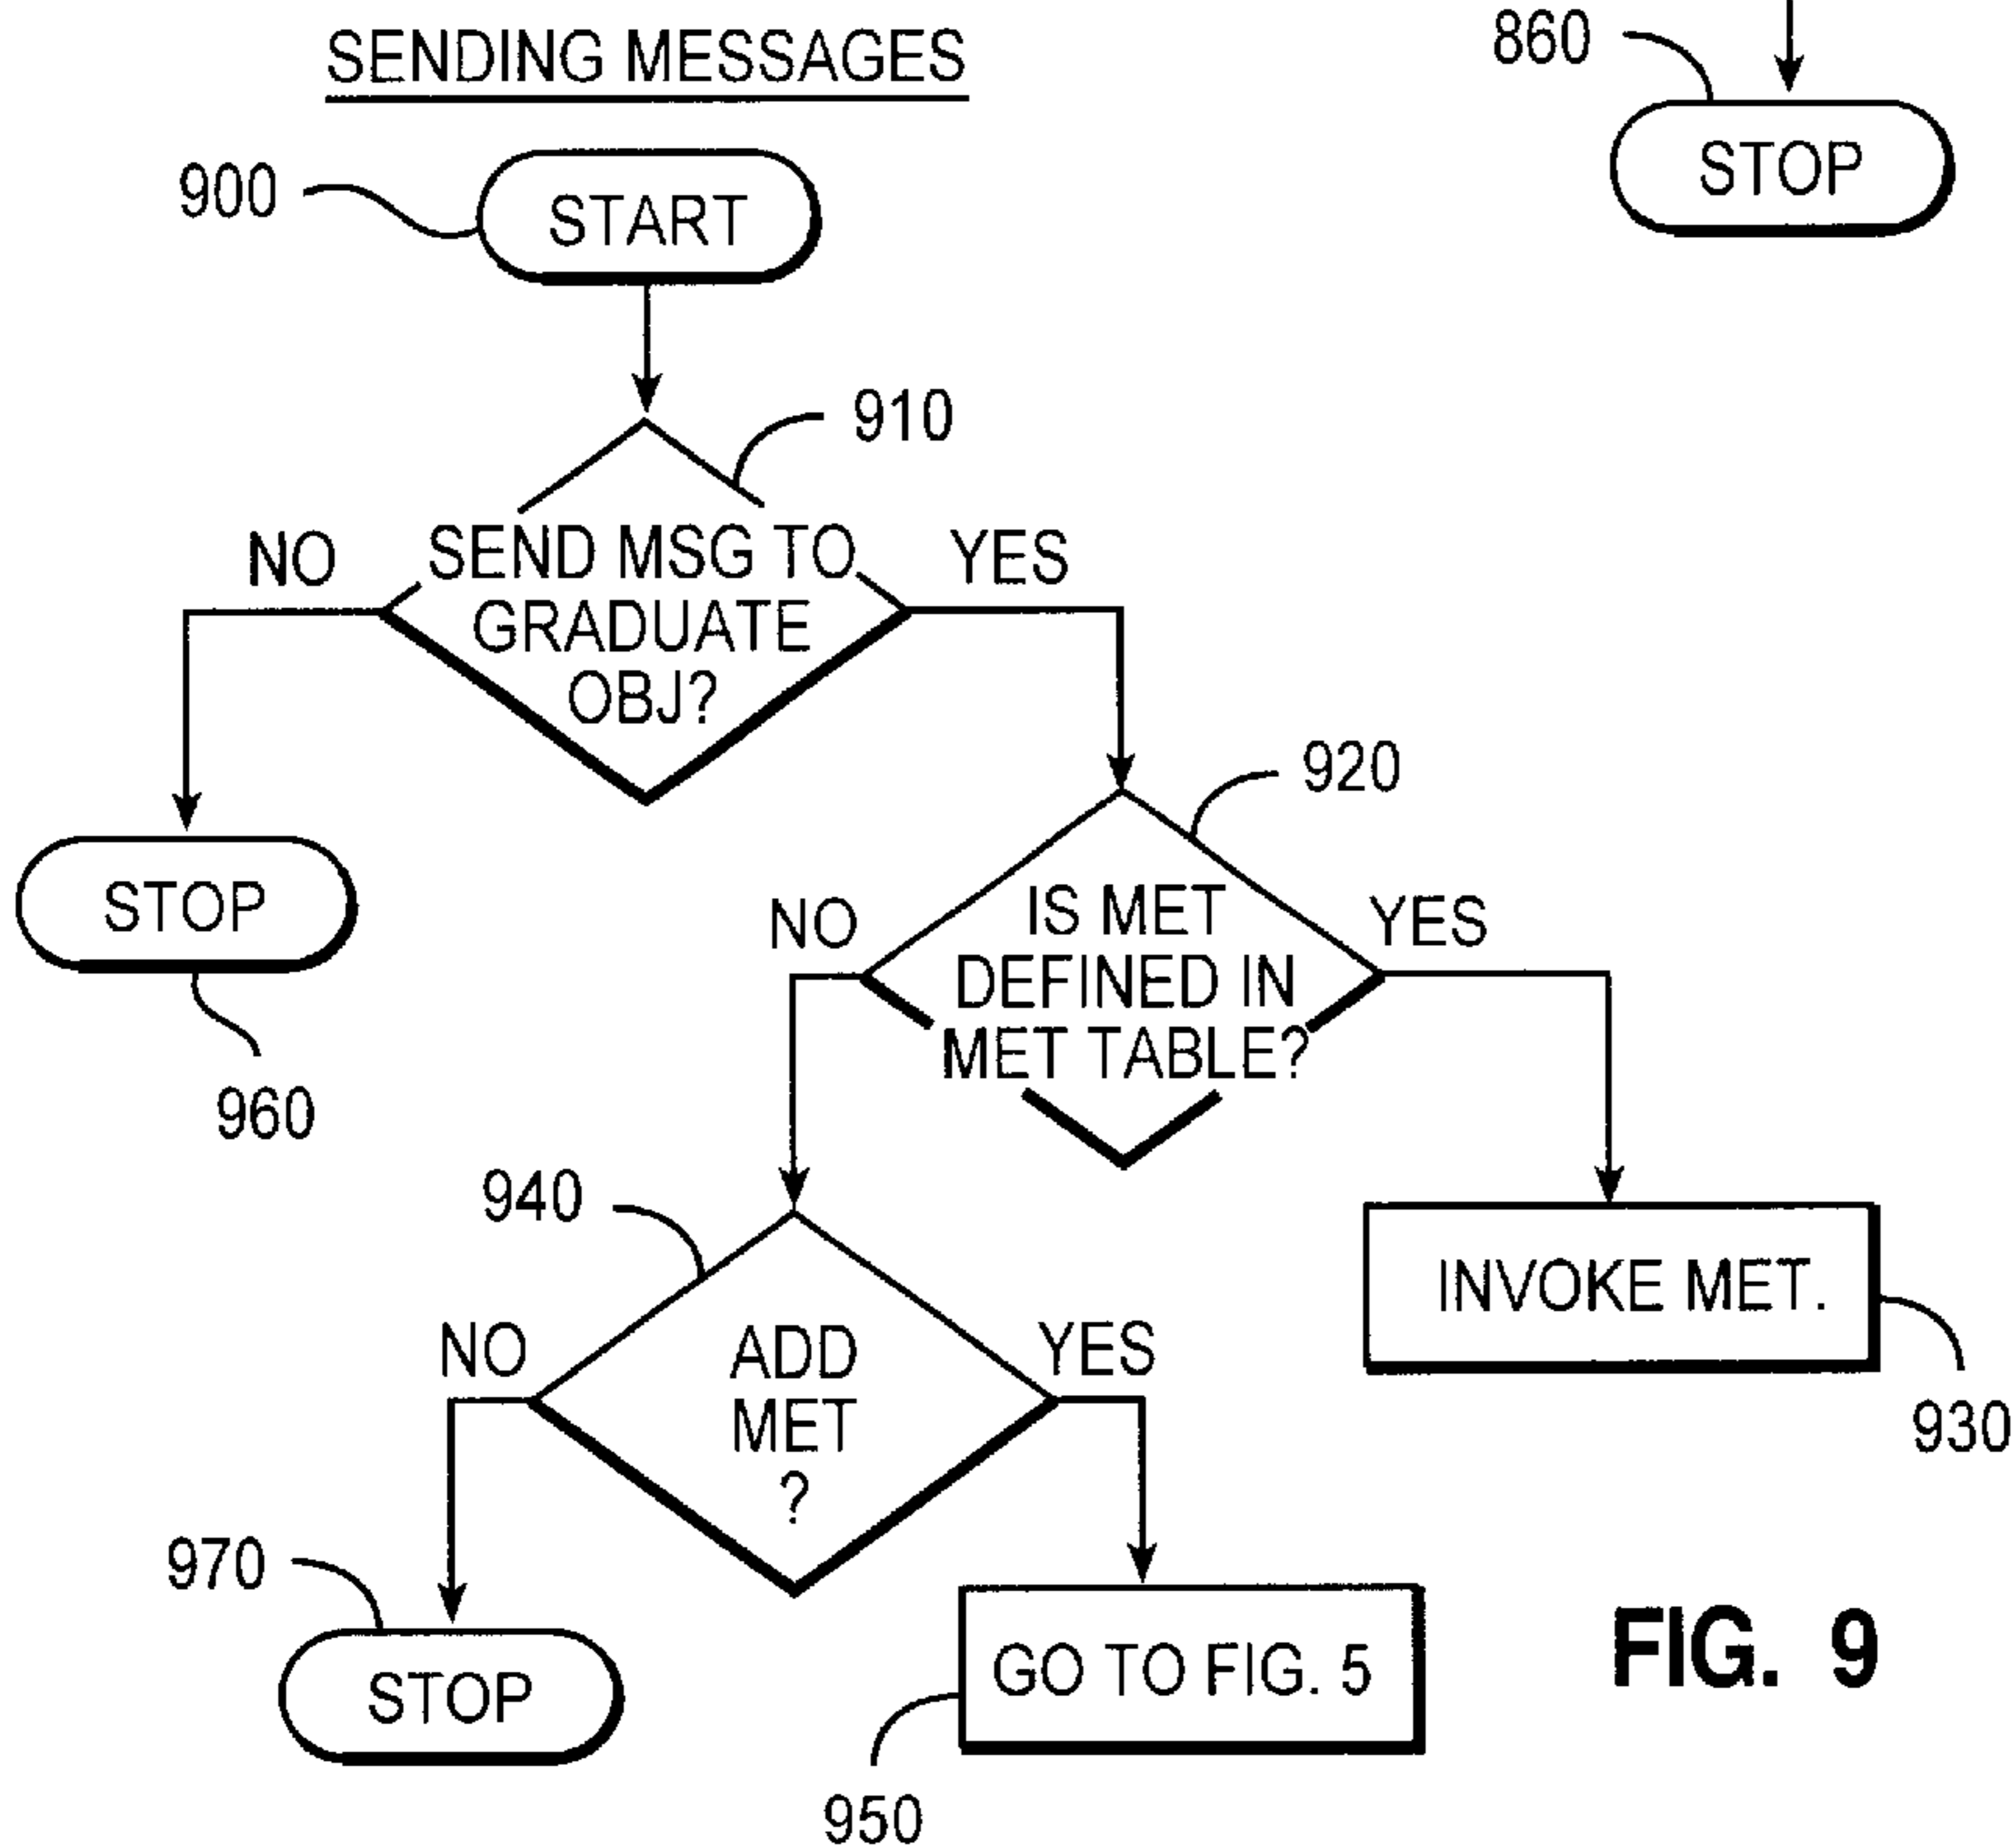 SENDING MESSAGES
860
STOP
900
START
910
NO
SEND MSG TO
GRADUATE
OBJ?
YES
920
STOP
960
NO
IS MET
DEFINED IN
MET TABLE?
YES
940
INVOKE MET.
930
NO
ADD
MET
?
YES
970
STOP
GO TO FIG. 5
950
FIG. 9